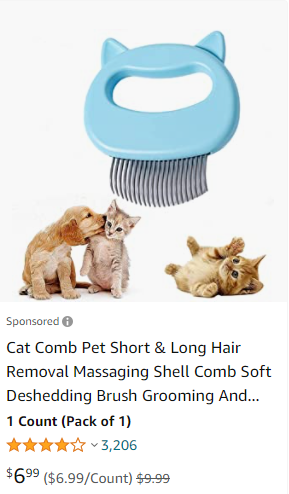 Sponsored
Cat Comb Pet Short & Long Hair
Removal Massaging Shell Comb Soft
Deshedding Brush Grooming And...
1 Count (Pack of 1)
3,206
$6.99 ($6.99/Count) $9.99